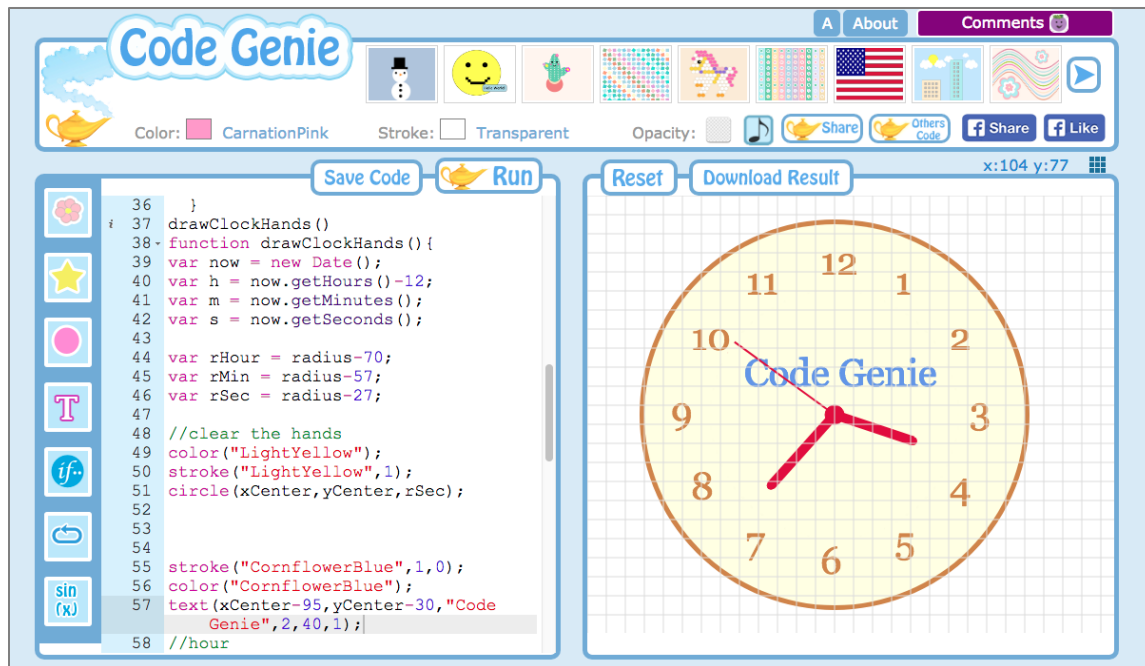 A
About
Comments
Code Genie
Color:
CarnationPink
Stroke:
Transparent
Opacity:
Share
Others
Code
f Share
f Like
x:104 y:77
Save Code
Run
Reset
Download Result
T
if··
sin
(x)
36 }
i 37 drawClockHands()
38 function drawClockHands(){
39 var now = new Date();
40 var h = now.getHours()-12;
41 var m = now.getMinutes();
42 var s = now.getSeconds();
43
44 var rHour = radius-70;
45 var rMin = radius-57;
46 var rSec = radius-27;
47
48 //clear the hands
49 color("LightYellow");
50 stroke("LightYellow",1);
51 circle(xCenter,yCenter,rSec);
52
53
54
55 stroke("CornflowerBlue",1,0);
56 color("CornflowerBlue");
57 text(xCenter-95,yCenter-30,"Code
Genie",2,40,1);
58 //hour
12
11
1
10
2
Code Genie
9
3
8
4
7
5
6